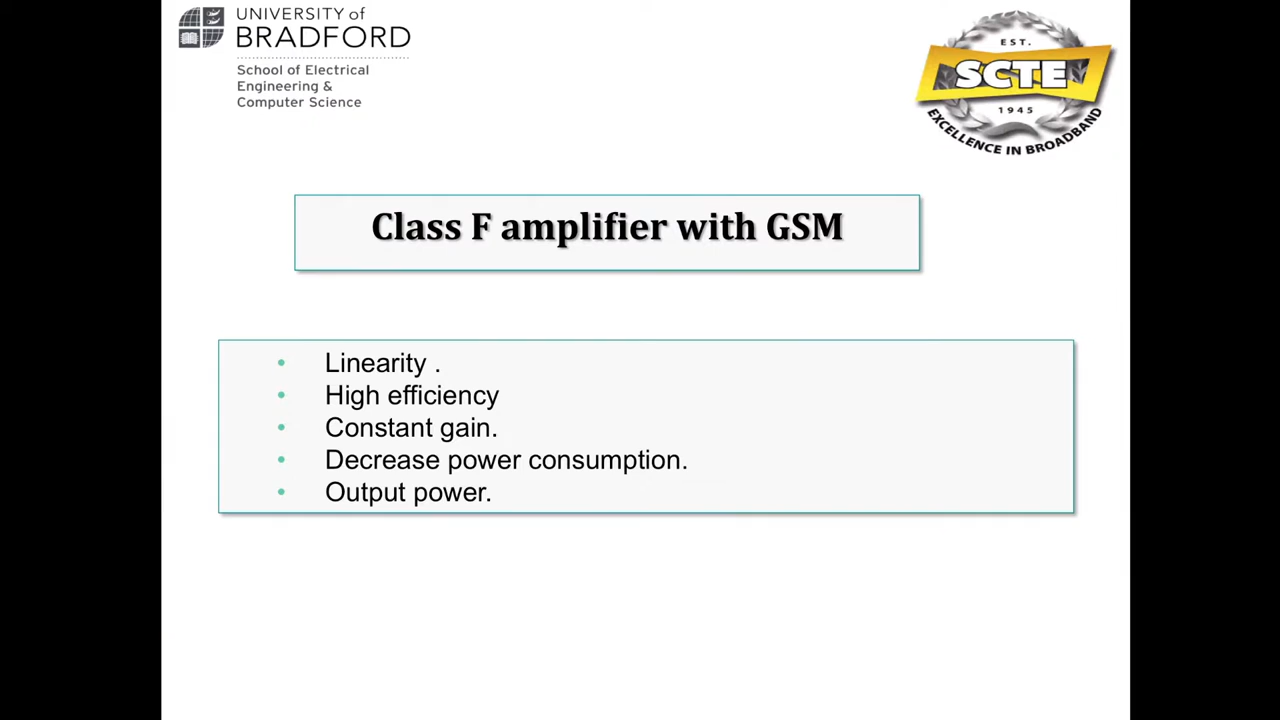 UNIVERSITY of
BRADFORD
School of Electrical
Engineering &
Computer Science
EST.
SCTE
1945
EXCELLENCE IN BROADBAND
Class F amplifier with GSM
• Linearity .
• High efficiency
• Constant gain.
• Decrease power consumption.
• Output power.